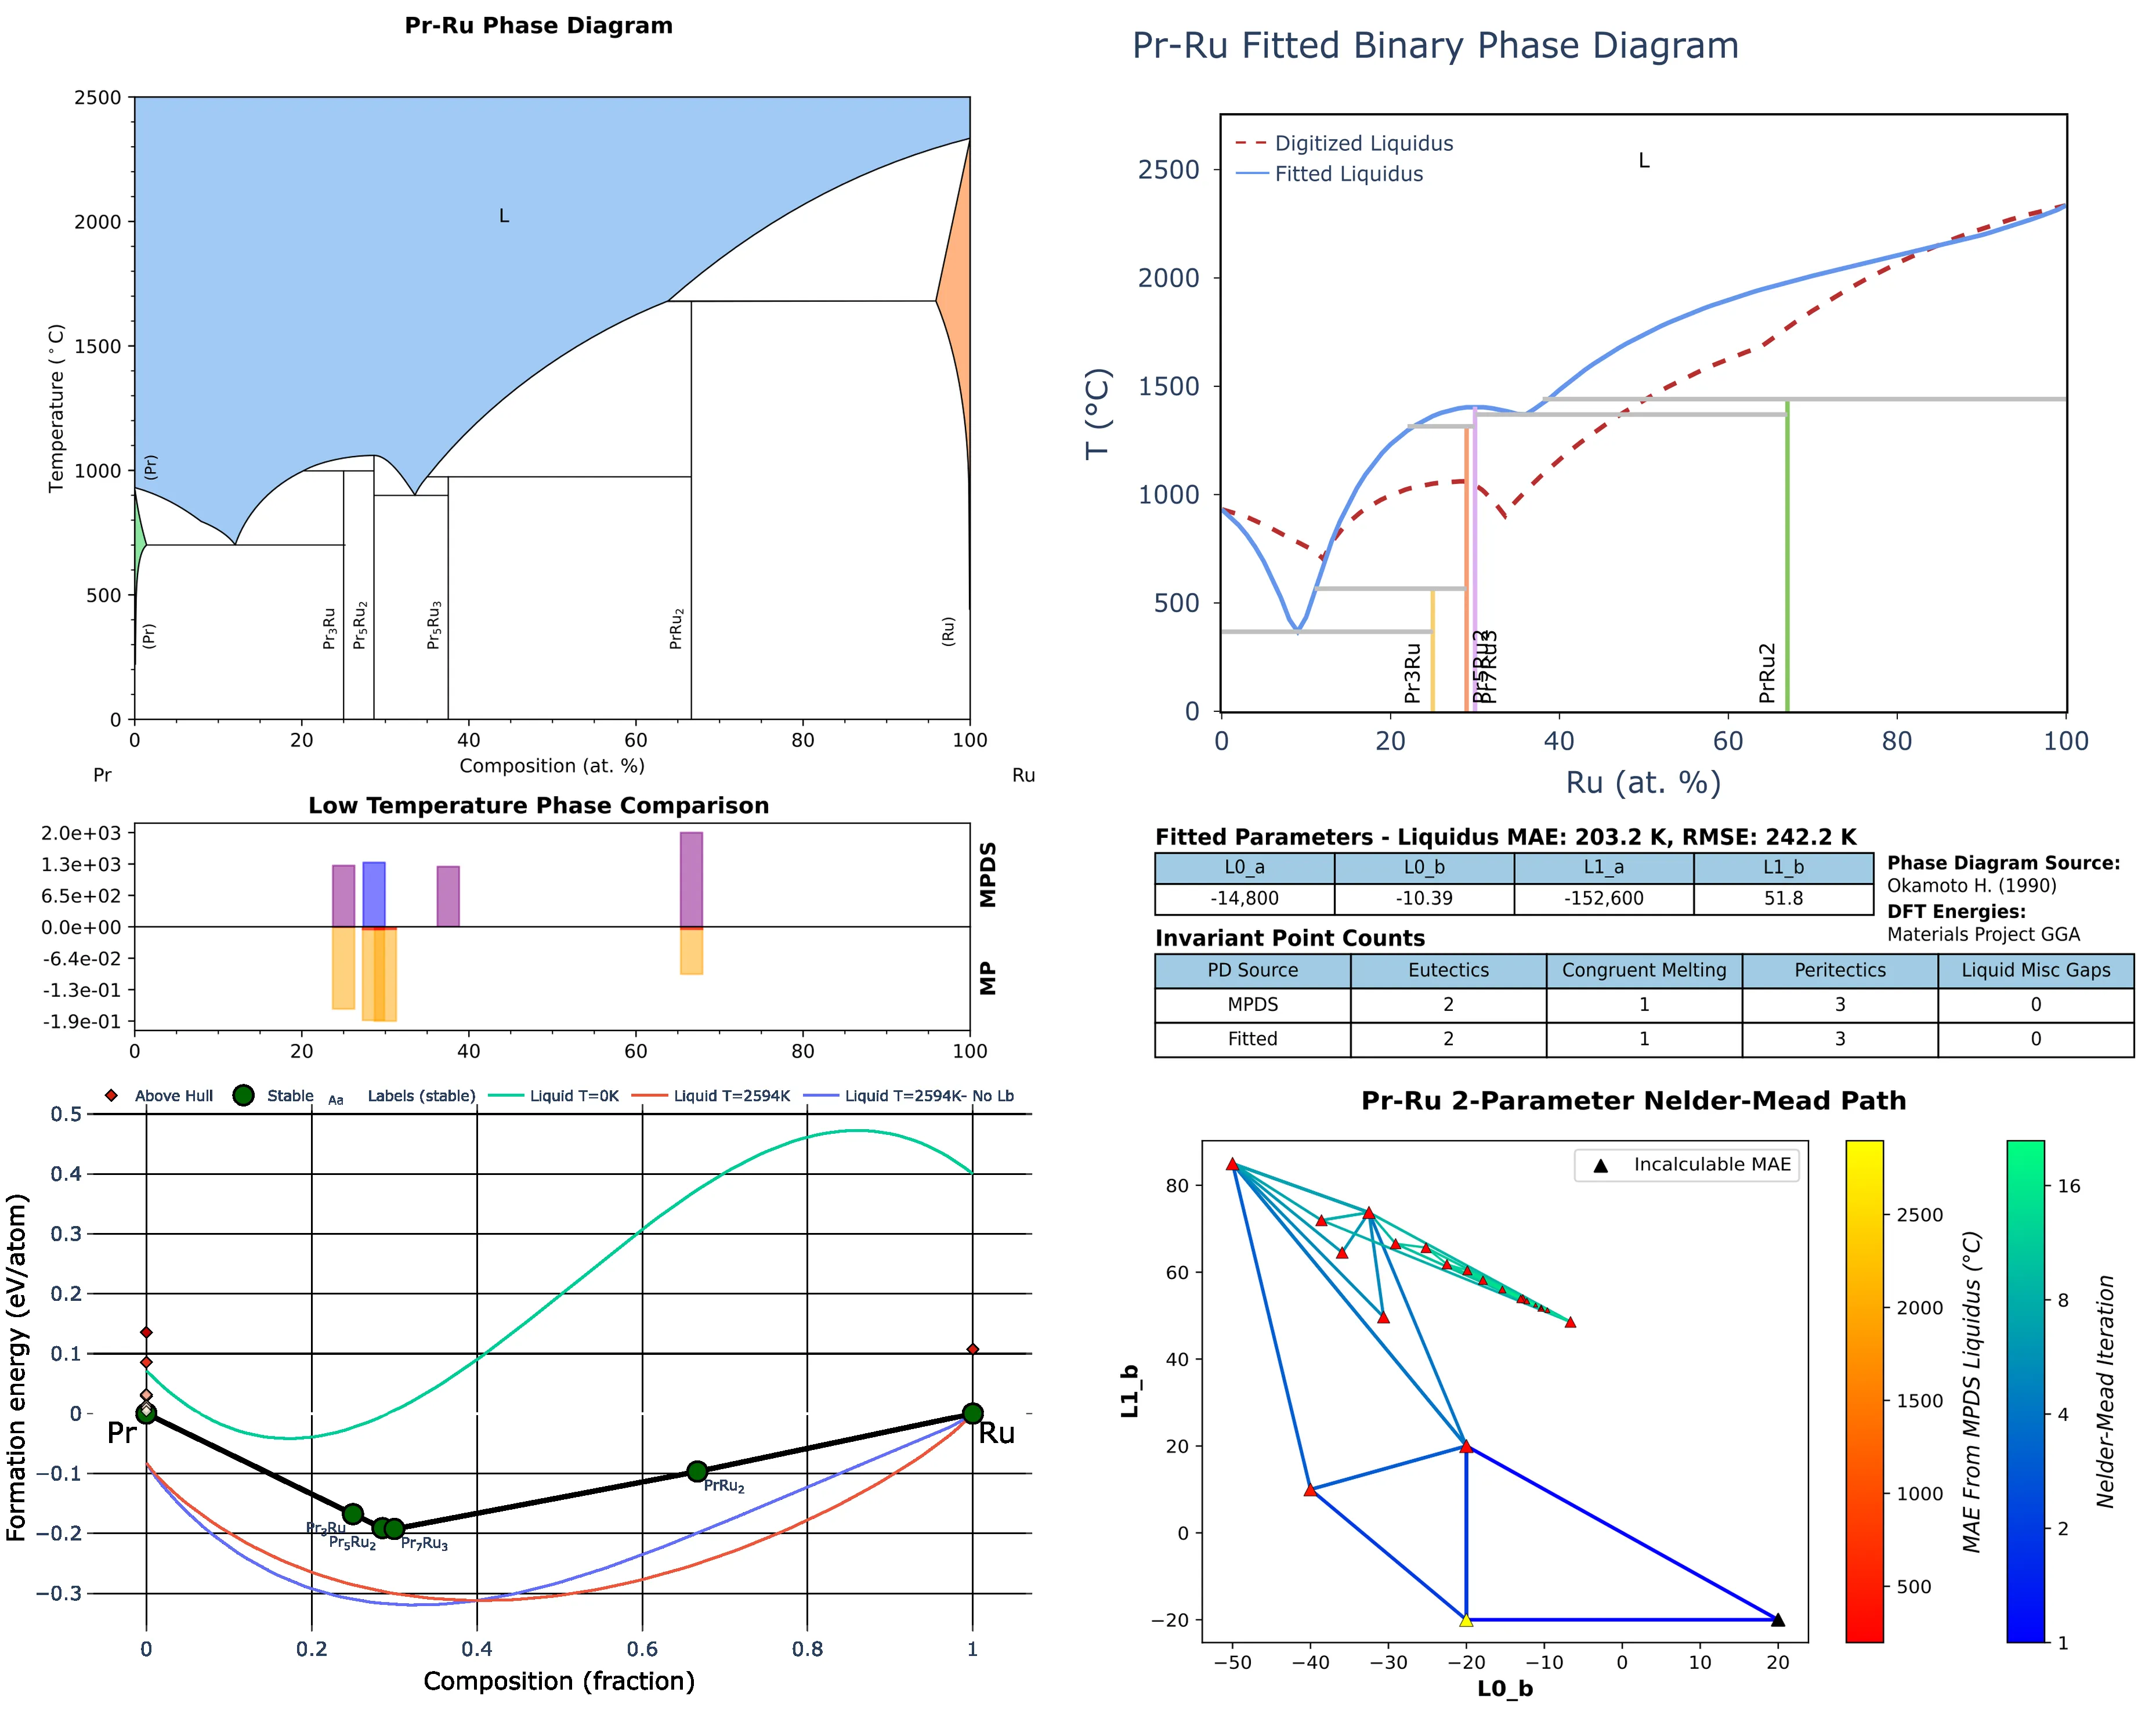 Pr-Ru Phase Diagram
2500
2000
1500
1000
500
0
Temperature (°C)
L
(Pr)
(Pr)
Pr3Ru
Pr5Ru2
Pr5Ru3
PrRu2
(Ru)
0 20 40 60 80 100
Composition (at. %)
Pr Ru
Pr-Ru Fitted Binary Phase Diagram
Digitized Liquidus
Fitted Liquidus
L
2500
2000
1500
1000
500
0
T (°C)
Pr3Ru
Pr5Ru2
Pr7Ru3
PrRu2
0 20 40 60 80 100
Ru (at. %)
Low Temperature Phase Comparison
2.0e+03
1.3e+03
6.5e+02
0.0e+00
-6.4e-02
-1.3e-01
-1.9e-01
MPDS
MP
0 20 40 60 80 100
Fitted Parameters - Liquidus MAE: 203.2 K, RMSE: 242.2 K
L0_a L0_b L1_a L1_b
-14,800 -10.39 -152,600 51.8
Phase Diagram Source:
Okamoto H. (1990)
DFT Energies:
Materials Project GGA
Invariant Point Counts
PD Source Eutectics Congruent Melting Peritectics Liquid Misc Gaps
MPDS 2 1 3 0
Fitted 2 1 3 0
Above Hull Stable Aa Labels (stable) Liquid T=0K Liquid T=2594K Liquid T=2594K- No Lb
0.5
0.4
0.3
0.2
0.1
0
−0.1
−0.2
−0.3
Formation energy (eV/atom)
Pr
Ru
Pr3Ru
Pr5Ru2
Pr7Ru3
PrRu2
0 0.2 0.4 0.6 0.8 1
Composition (fraction)
Pr-Ru 2-Parameter Nelder-Mead Path
Incalculable MAE
80
60
40
20
0
−20
L1_b
−50 −40 −30 −20 −10 0 10 20
L0_b
2500
2000
1500
1000
500
MAE From MPDS Liquidus (°C)
16
8
4
2
1
Nelder-Mead Iteration